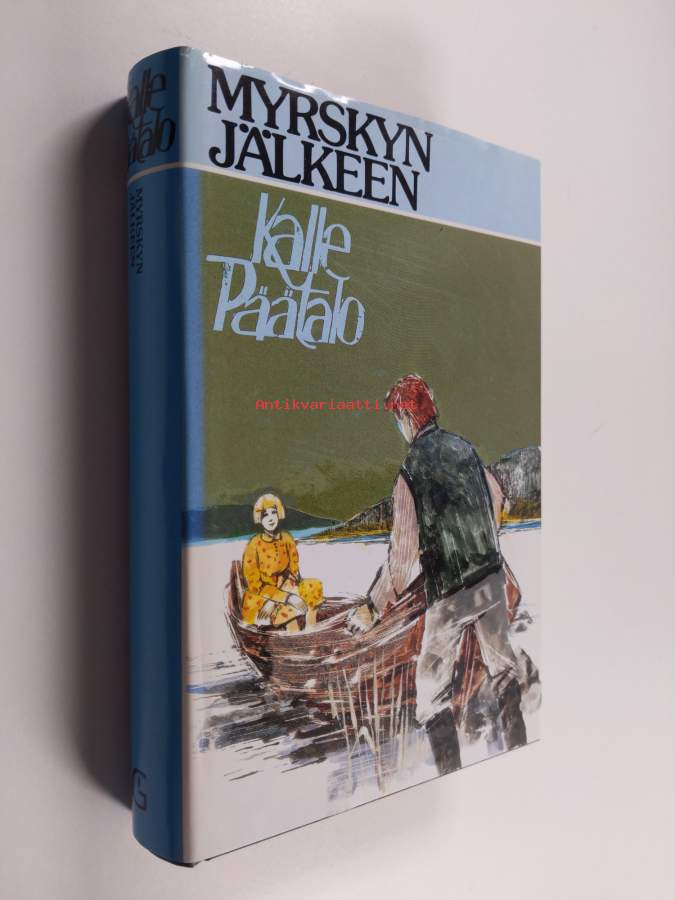 MYRSKYN
JÄLKEEN
Kalle
Päätalo
Antikvariaatti.net
Kalle
Päätalo
MYRSKYN
JÄLKEEN
G